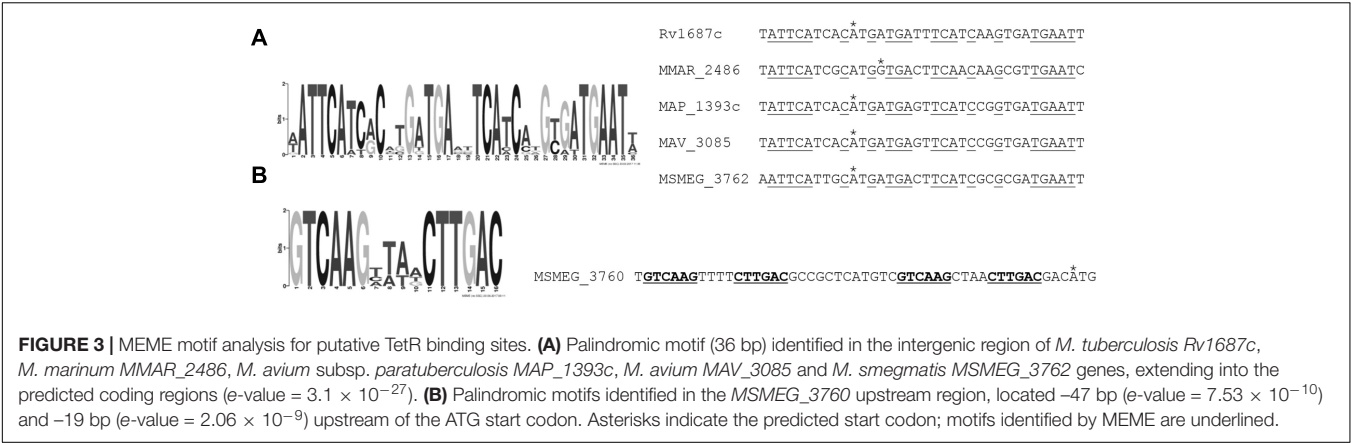 A
Rv1687c TATTCATCACATGATGATTTCATCAAGTGATGAATT
MMAR_2486 TATTCATCGCATGGTGACTTCAACAAGCGTTGAATC
MAP_1393c TATTCATCACATGATGAGTTCATCCGGTGATGAATT
MAV_3085 TATTCATCACATGATGAGTTCATCCGGTGATGAATT
MSMEG_3762 AATTCATTGCATGATGACTTCATCGCGCGATGAATT
B
MSMEG_3760 TGTCAAGTTTTCTTGACGCCGCTCATGTCGTCAAGCTAACTTGACGACATG
FIGURE 3 | MEME motif analysis for putative TetR binding sites. (A) Palindromic motif (36 bp) identified in the intergenic region of M. tuberculosis Rv1687c,
M. marinum MMAR_2486, M. avium subsp. paratuberculosis MAP_1393c, M. avium MAV_3085 and M. smegmatis MSMEG_3762 genes, extending into the
predicted coding regions (e-value = 3.1 × 10⁻²⁷). (B) Palindromic motifs identified in the MSMEG_3760 upstream region, located –47 bp (e-value = 7.53 × 10⁻¹⁰)
and –19 bp (e-value = 2.06 × 10⁻⁹) upstream of the ATG start codon. Asterisks indicate the predicted start codon; motifs identified by MEME are underlined.